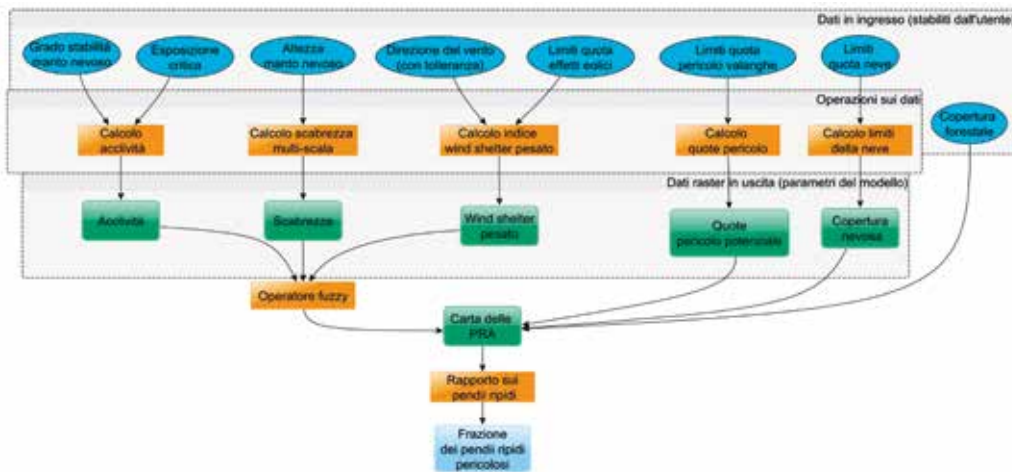 Dati in ingresso (stabiliti dall'utente)
Grado stabilità
manto nevoso
Esposizione
critica
Altezza
manto nevoso
Direzione del vento
(con tolleranza)
Limiti quota
effetti eolici
Limiti quota
pericolo valanghe
Limiti
quota neve
Operazioni sui dati
Copertura
forestale
Calcolo
acclività
Calcolo scabrezza
multi-scala
Calcolo indice
wind shelter pesato
Calcolo
quote pericolo
Calcolo limiti
della neve
Dati raster in uscita (parametri del modello)
Acclività
Scabrezza
Wind shelter
pesato
Quote
pericolo potenziale
Copertura
nevosa
Operatore fuzzy
Carta delle
PRA
Rapporto sui
pendii ripidi
Frazione
dei pendii ripidi
pericolosi